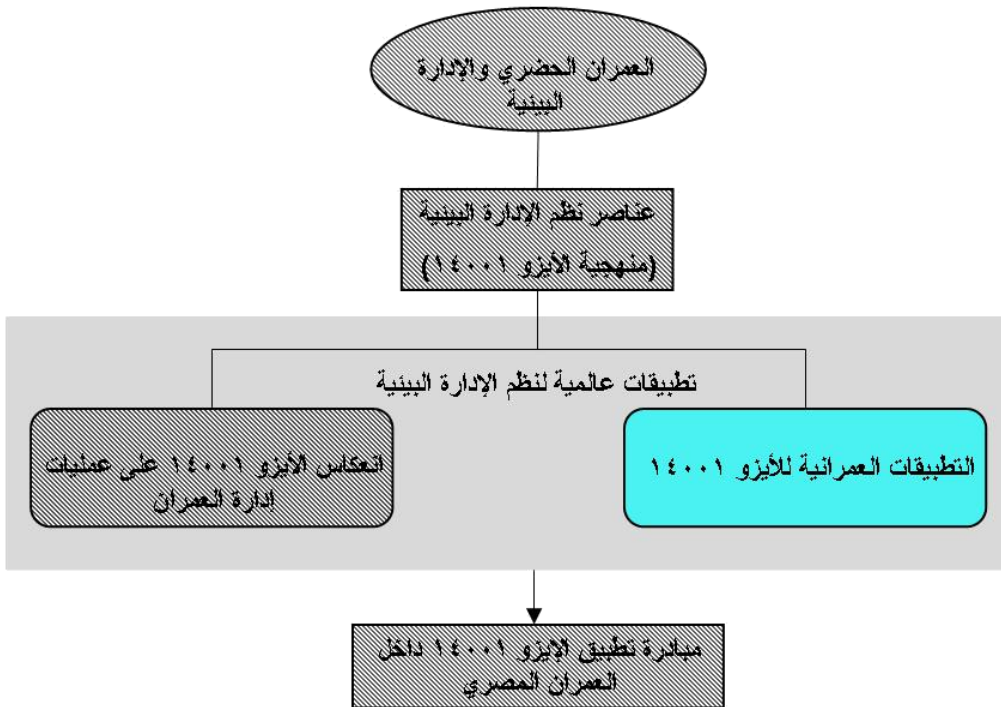 العمران الحضري والإدارة
البيئية
عناصر نظم الإدارة البيئية
(منهجية الأيزو ١٤٠٠١)
تطبيقات عالمية لنظم الإدارة البيئية
التطبيقات العمرانية للأيزو ١٤٠٠١
انعكاس الأيزو ١٤٠٠١ على عمليات
إدارة العمران
مبادرة تطبيق الإيزو ١٤٠٠١ داخل
العمران المصري